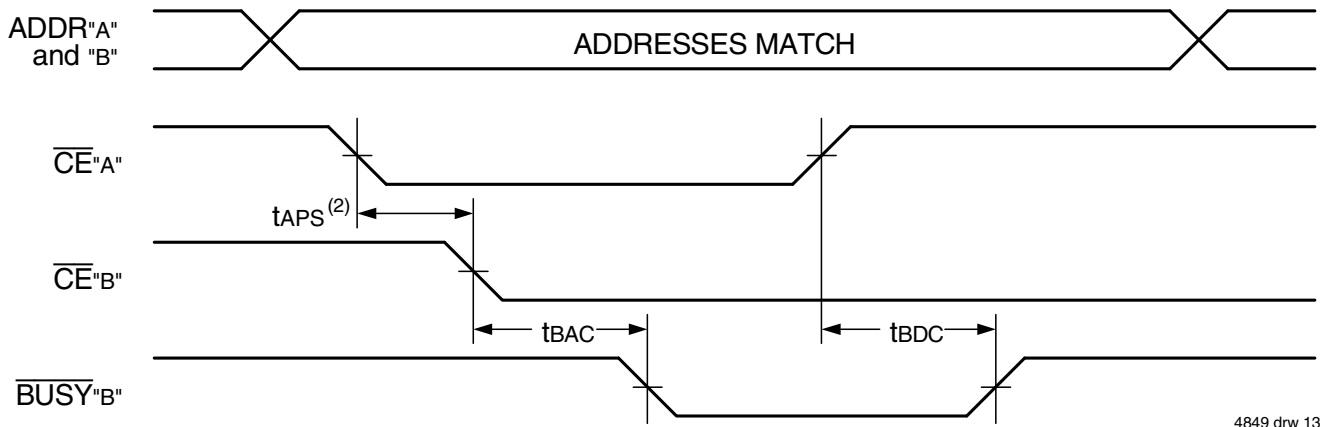 ADDR"A"
and "B"
ADDRESSES MATCH
CE"A"
tAPS (2)
CE"B"
tBAC
tBDC
BUSY"B"
4849 drw 13